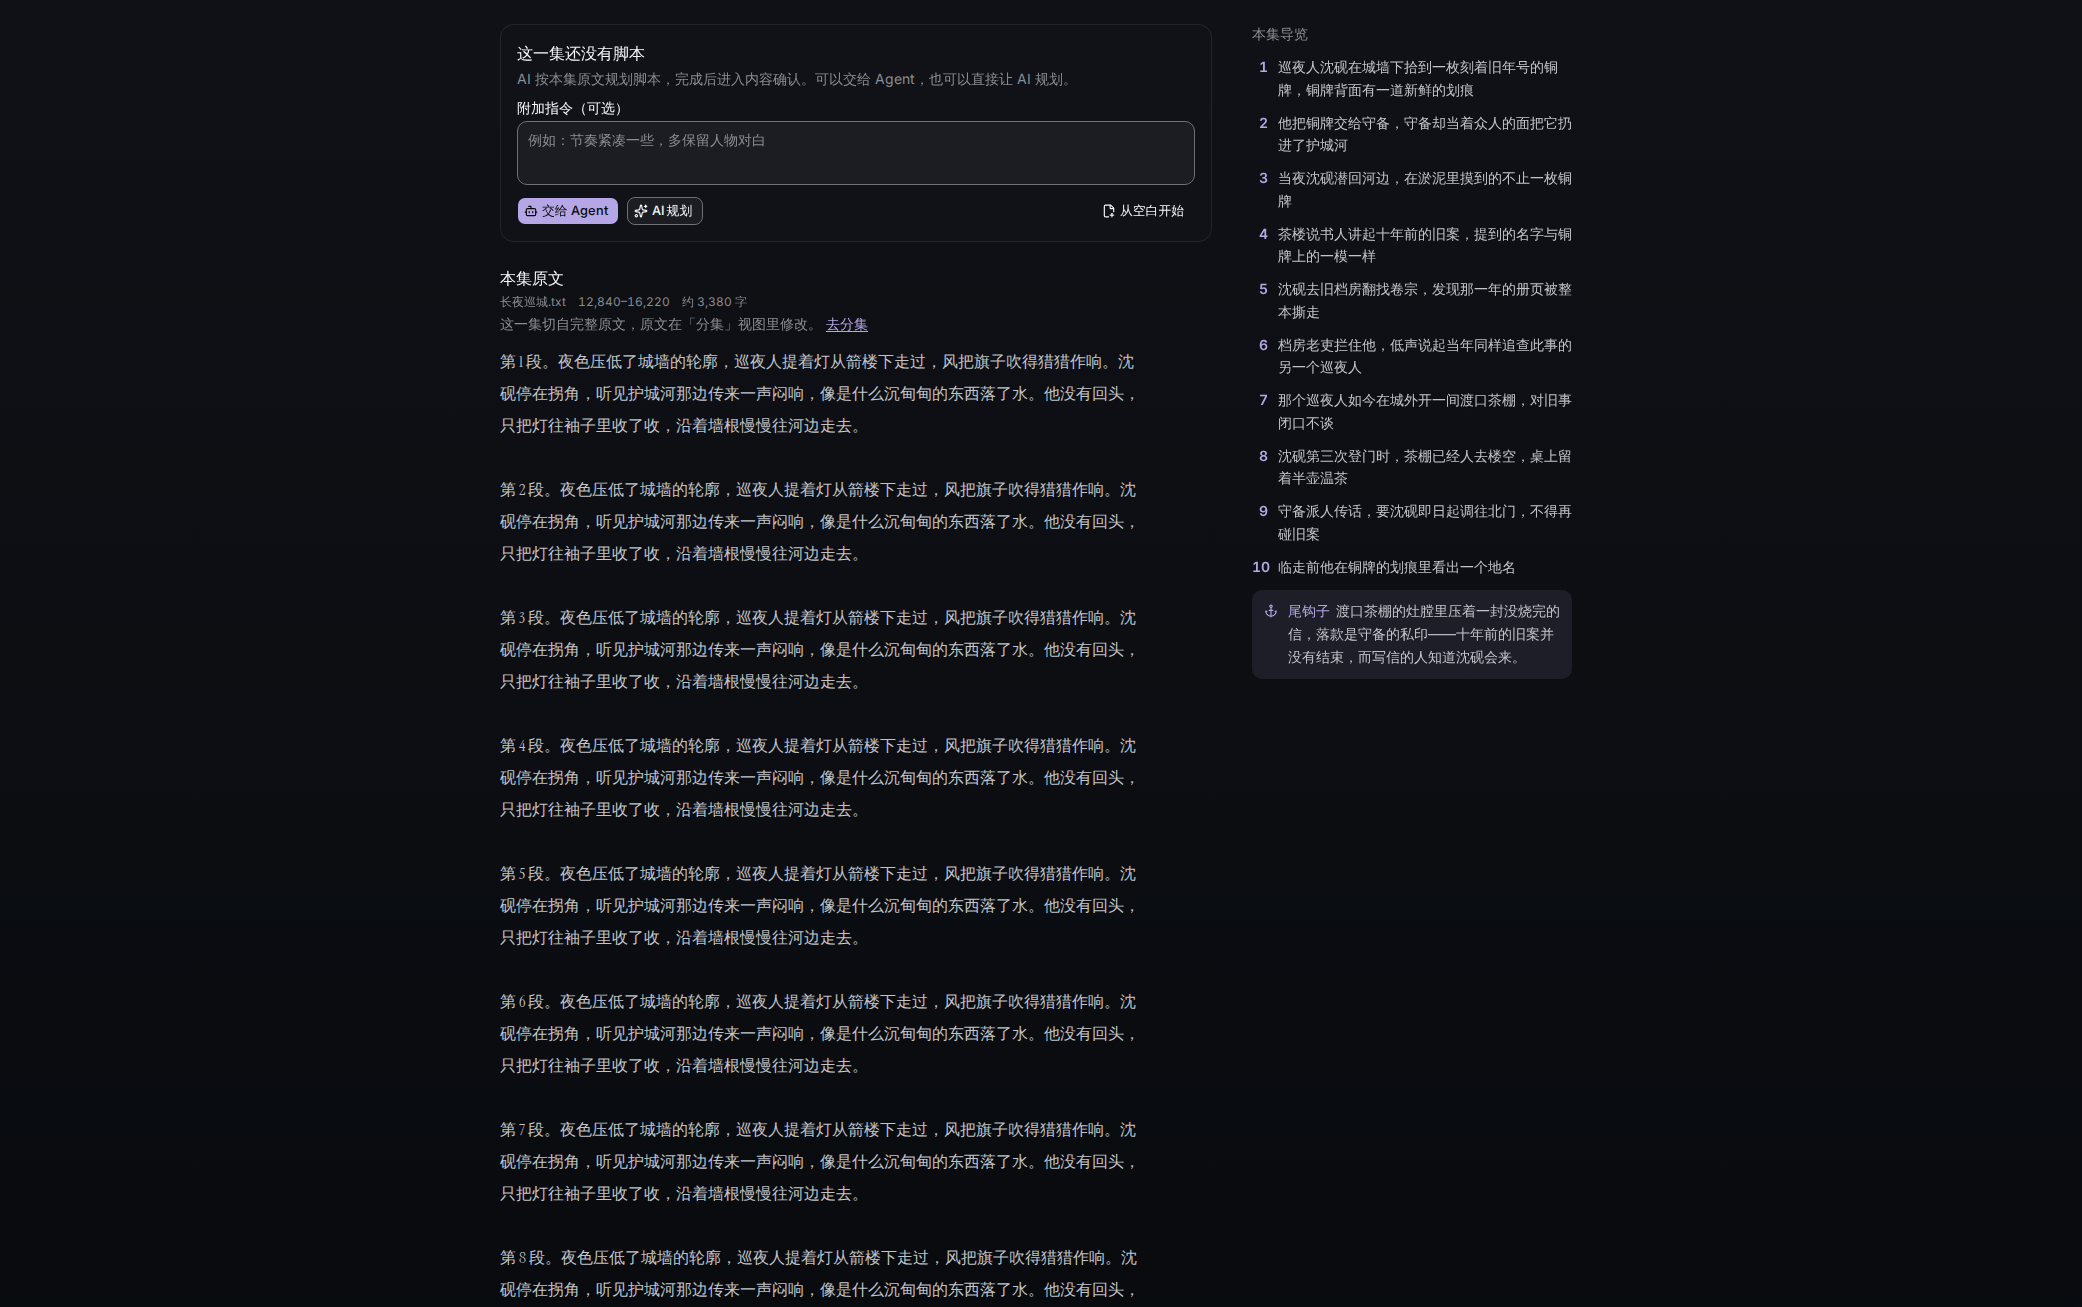 这一集还没有脚本
AI 按本集原文规划脚本，完成后进入内容确认。可以交给 Agent，也可以直接让 AI 规划。
附加指令（可选）
例如：节奏紧凑一些，多保留人物对白
交给 Agent
AI 规划
从空白开始
本集原文
长夜巡城.txt 12,840–16,220 约 3,380 字
这一集切自完整原文，原文在「分集」视图里修改。 去分集
第 1 段。夜色压低了城墙的轮廓，巡夜人提着灯从箭楼下走过，风把旗子吹得猎猎作响。沈
砚停在拐角，听见护城河那边传来一声闷响，像是什么沉甸甸的东西落了水。他没有回头，
只把灯往袖子里收了收，沿着墙根慢慢往河边走去。
第 2 段。夜色压低了城墙的轮廓，巡夜人提着灯从箭楼下走过，风把旗子吹得猎猎作响。沈
砚停在拐角，听见护城河那边传来一声闷响，像是什么沉甸甸的东西落了水。他没有回头，
只把灯往袖子里收了收，沿着墙根慢慢往河边走去。
第 3 段。夜色压低了城墙的轮廓，巡夜人提着灯从箭楼下走过，风把旗子吹得猎猎作响。沈
砚停在拐角，听见护城河那边传来一声闷响，像是什么沉甸甸的东西落了水。他没有回头，
只把灯往袖子里收了收，沿着墙根慢慢往河边走去。
第 4 段。夜色压低了城墙的轮廓，巡夜人提着灯从箭楼下走过，风把旗子吹得猎猎作响。沈
砚停在拐角，听见护城河那边传来一声闷响，像是什么沉甸甸的东西落了水。他没有回头，
只把灯往袖子里收了收，沿着墙根慢慢往河边走去。
第 5 段。夜色压低了城墙的轮廓，巡夜人提着灯从箭楼下走过，风把旗子吹得猎猎作响。沈
砚停在拐角，听见护城河那边传来一声闷响，像是什么沉甸甸的东西落了水。他没有回头，
只把灯往袖子里收了收，沿着墙根慢慢往河边走去。
第 6 段。夜色压低了城墙的轮廓，巡夜人提着灯从箭楼下走过，风把旗子吹得猎猎作响。沈
砚停在拐角，听见护城河那边传来一声闷响，像是什么沉甸甸的东西落了水。他没有回头，
只把灯往袖子里收了收，沿着墙根慢慢往河边走去。
第 7 段。夜色压低了城墙的轮廓，巡夜人提着灯从箭楼下走过，风把旗子吹得猎猎作响。沈
砚停在拐角，听见护城河那边传来一声闷响，像是什么沉甸甸的东西落了水。他没有回头，
只把灯往袖子里收了收，沿着墙根慢慢往河边走去。
第 8 段。夜色压低了城墙的轮廓，巡夜人提着灯从箭楼下走过，风把旗子吹得猎猎作响。沈
砚停在拐角，听见护城河那边传来一声闷响，像是什么沉甸甸的东西落了水。他没有回头，
本集导览
1 巡夜人沈砚在城墙下拾到一枚刻着旧年号的铜
牌，铜牌背面有一道新鲜的划痕
2 他把铜牌交给守备，守备却当着众人的面把它扔
进了护城河
3 当夜沈砚潜回河边，在淤泥里摸到的不止一枚铜
牌
4 茶楼说书人讲起十年前的旧案，提到的名字与铜
牌上的一模一样
5 沈砚去旧档房翻找卷宗，发现那一年的册页被整
本撕走
6 档房老吏拦住他，低声说起当年同样追查此事的
另一个巡夜人
7 那个巡夜人如今在城外开一间渡口茶棚，对旧事
闭口不谈
8 沈砚第三次登门时，茶棚已经人去楼空，桌上留
着半壶温茶
9 守备派人传话，要沈砚即日起调往北门，不得再
碰旧案
10 临走前他在铜牌的划痕里看出一个地名
尾钩子 渡口茶棚的灶膛里压着一封没烧完的
信，落款是守备的私印——十年前的旧案并
没有结束，而写信的人知道沈砚会来。